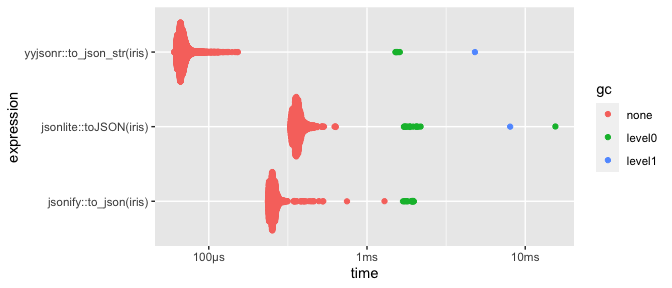 expression
yyjsonr::to_json_str(iris)
jsonlite::toJSON(iris)
jsonify::to_json(iris)
100µs
1ms
10ms
time
gc
none
level0
level1